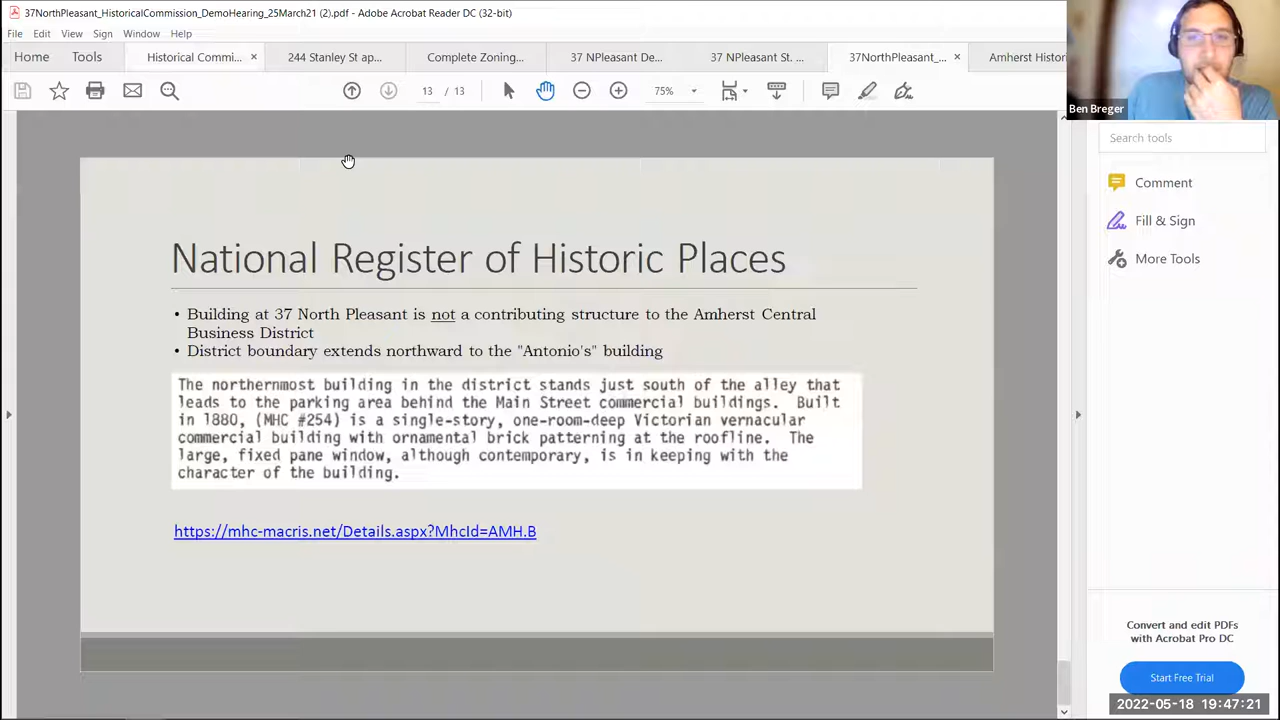 37NorthPleasant_HistoricalCommission_DemoHearing_25March21 (2).pdf - Adobe Acrobat Reader DC (32-bit)
File Edit View Sign Window Help
Home Tools Historical Commi... × 244 Stanley St ap... Complete Zoning... 37 NPleasant De... 37 NPleasant St. ... 37NorthPleasant_... × Amherst Histori
13 / 13 75%
Ben Breger
Search tools
Comment
Fill & Sign
More Tools
National Register of Historic Places
• Building at 37 North Pleasant is not a contributing structure to the Amherst Central
Business District
• District boundary extends northward to the "Antonio's" building
The northernmost building in the district stands just south of the alley that
leads to the parking area behind the Main Street commercial buildings. Built
in 1880, (MHC #254) is a single-story, one-room-deep Victorian vernacular
commercial building with ornamental brick patterning at the roofline. The
large, fixed pane window, although contemporary, is in keeping with the
character of the building.
https://mhc-macris.net/Details.aspx?MhcId=AMH.B
Convert and edit PDFs
with Acrobat Pro DC
Start Free Trial
2022-05-18 19:47:21